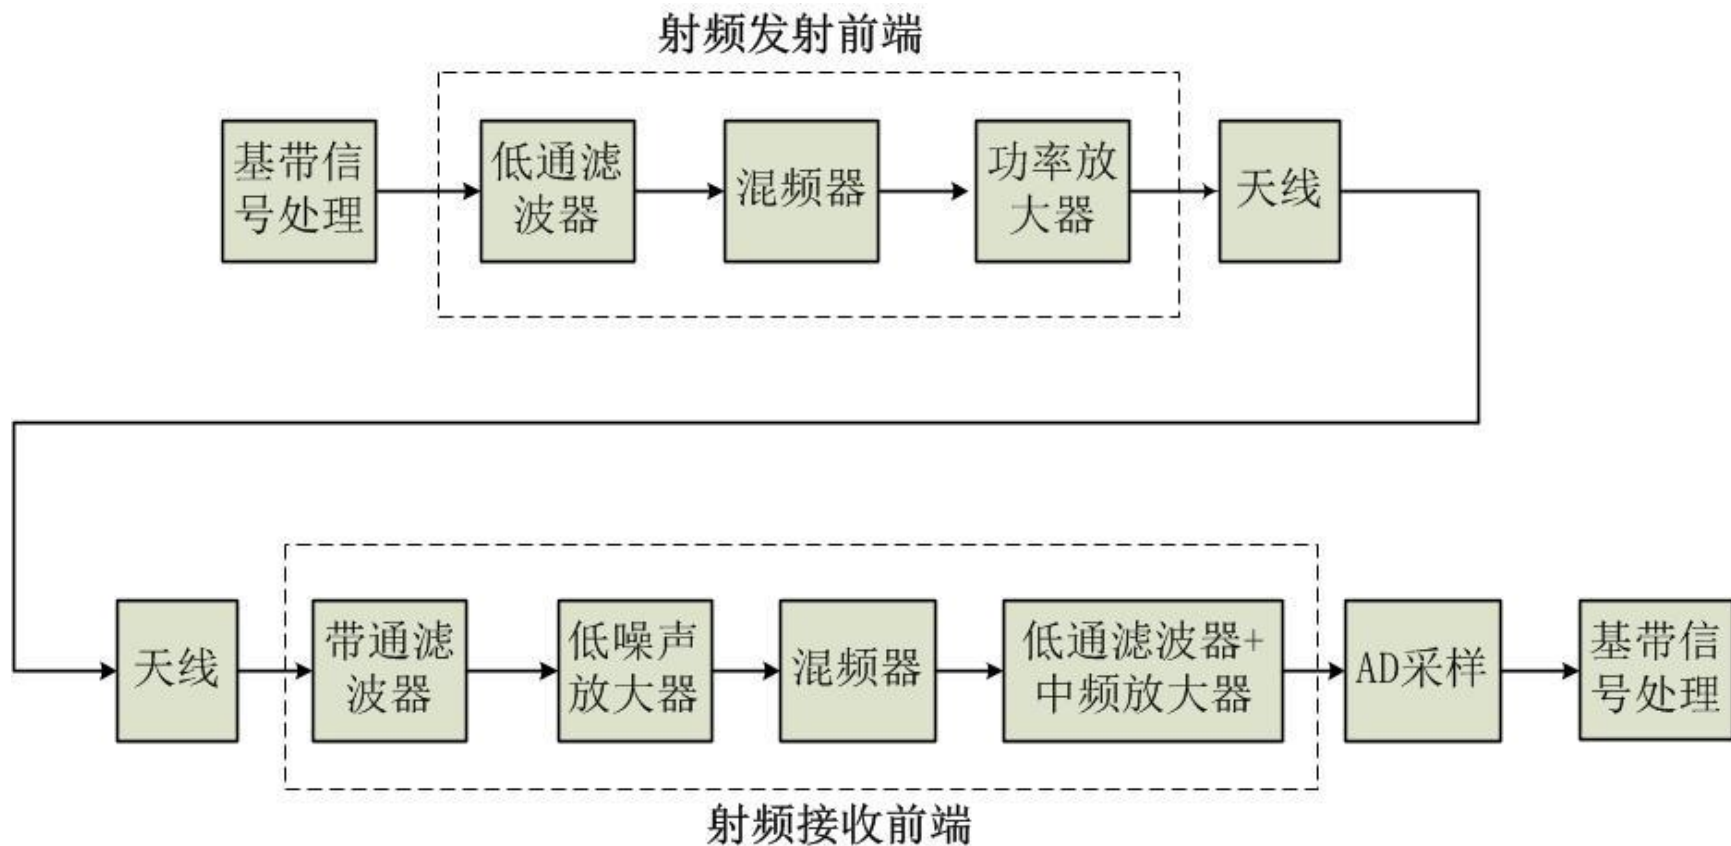 射频发射前端
基带信
号处理
低通滤
波器
混频器
功率放
大器
天线
天线
带通滤
波器
低噪声
放大器
混频器
低通滤波器+
中频放大器
AD采样
基带信
号处理
射频接收前端